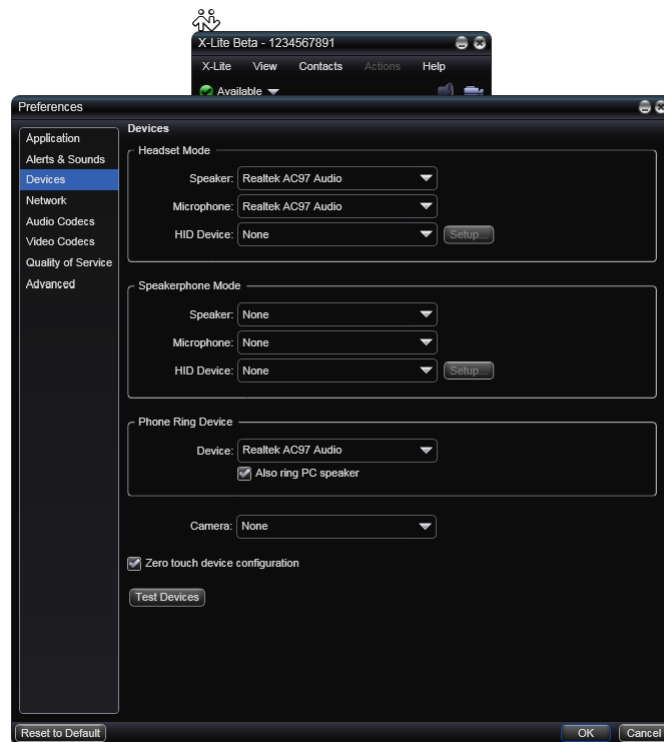 X-Lite Beta - 1234567891
X-Lite View Contacts Actions Help
Available
Preferences
Application
Alerts & Sounds
Devices
Network
Audio Codecs
Video Codecs
Quality of Service
Advanced
Devices
Headset Mode
Speaker: Realtek AC97 Audio
Microphone: Realtek AC97 Audio
HID Device: None Setup...
Speakerphone Mode
Speaker: None
Microphone: None
HID Device: None Setup...
Phone Ring Device
Device: Realtek AC97 Audio
Also ring PC speaker
Camera: None
Zero touch device configuration
Test Devices
Reset to Default OK Cancel